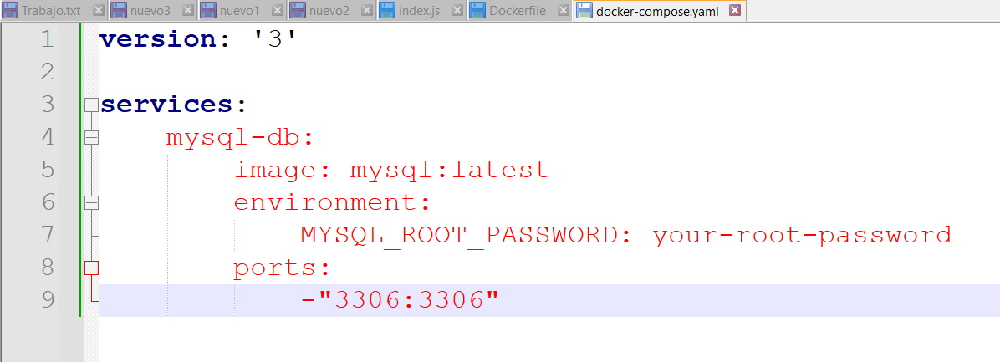 Trabajo.txt nuevo3 nuevo1 nuevo2 index.js Dockerfile docker-compose.yaml
1 version: '3'
2
3 services:
4     mysql-db:
5         image: mysql:latest
6         environment:
7             MYSQL_ROOT_PASSWORD: your-root-password
8         ports:
9             -"3306:3306"